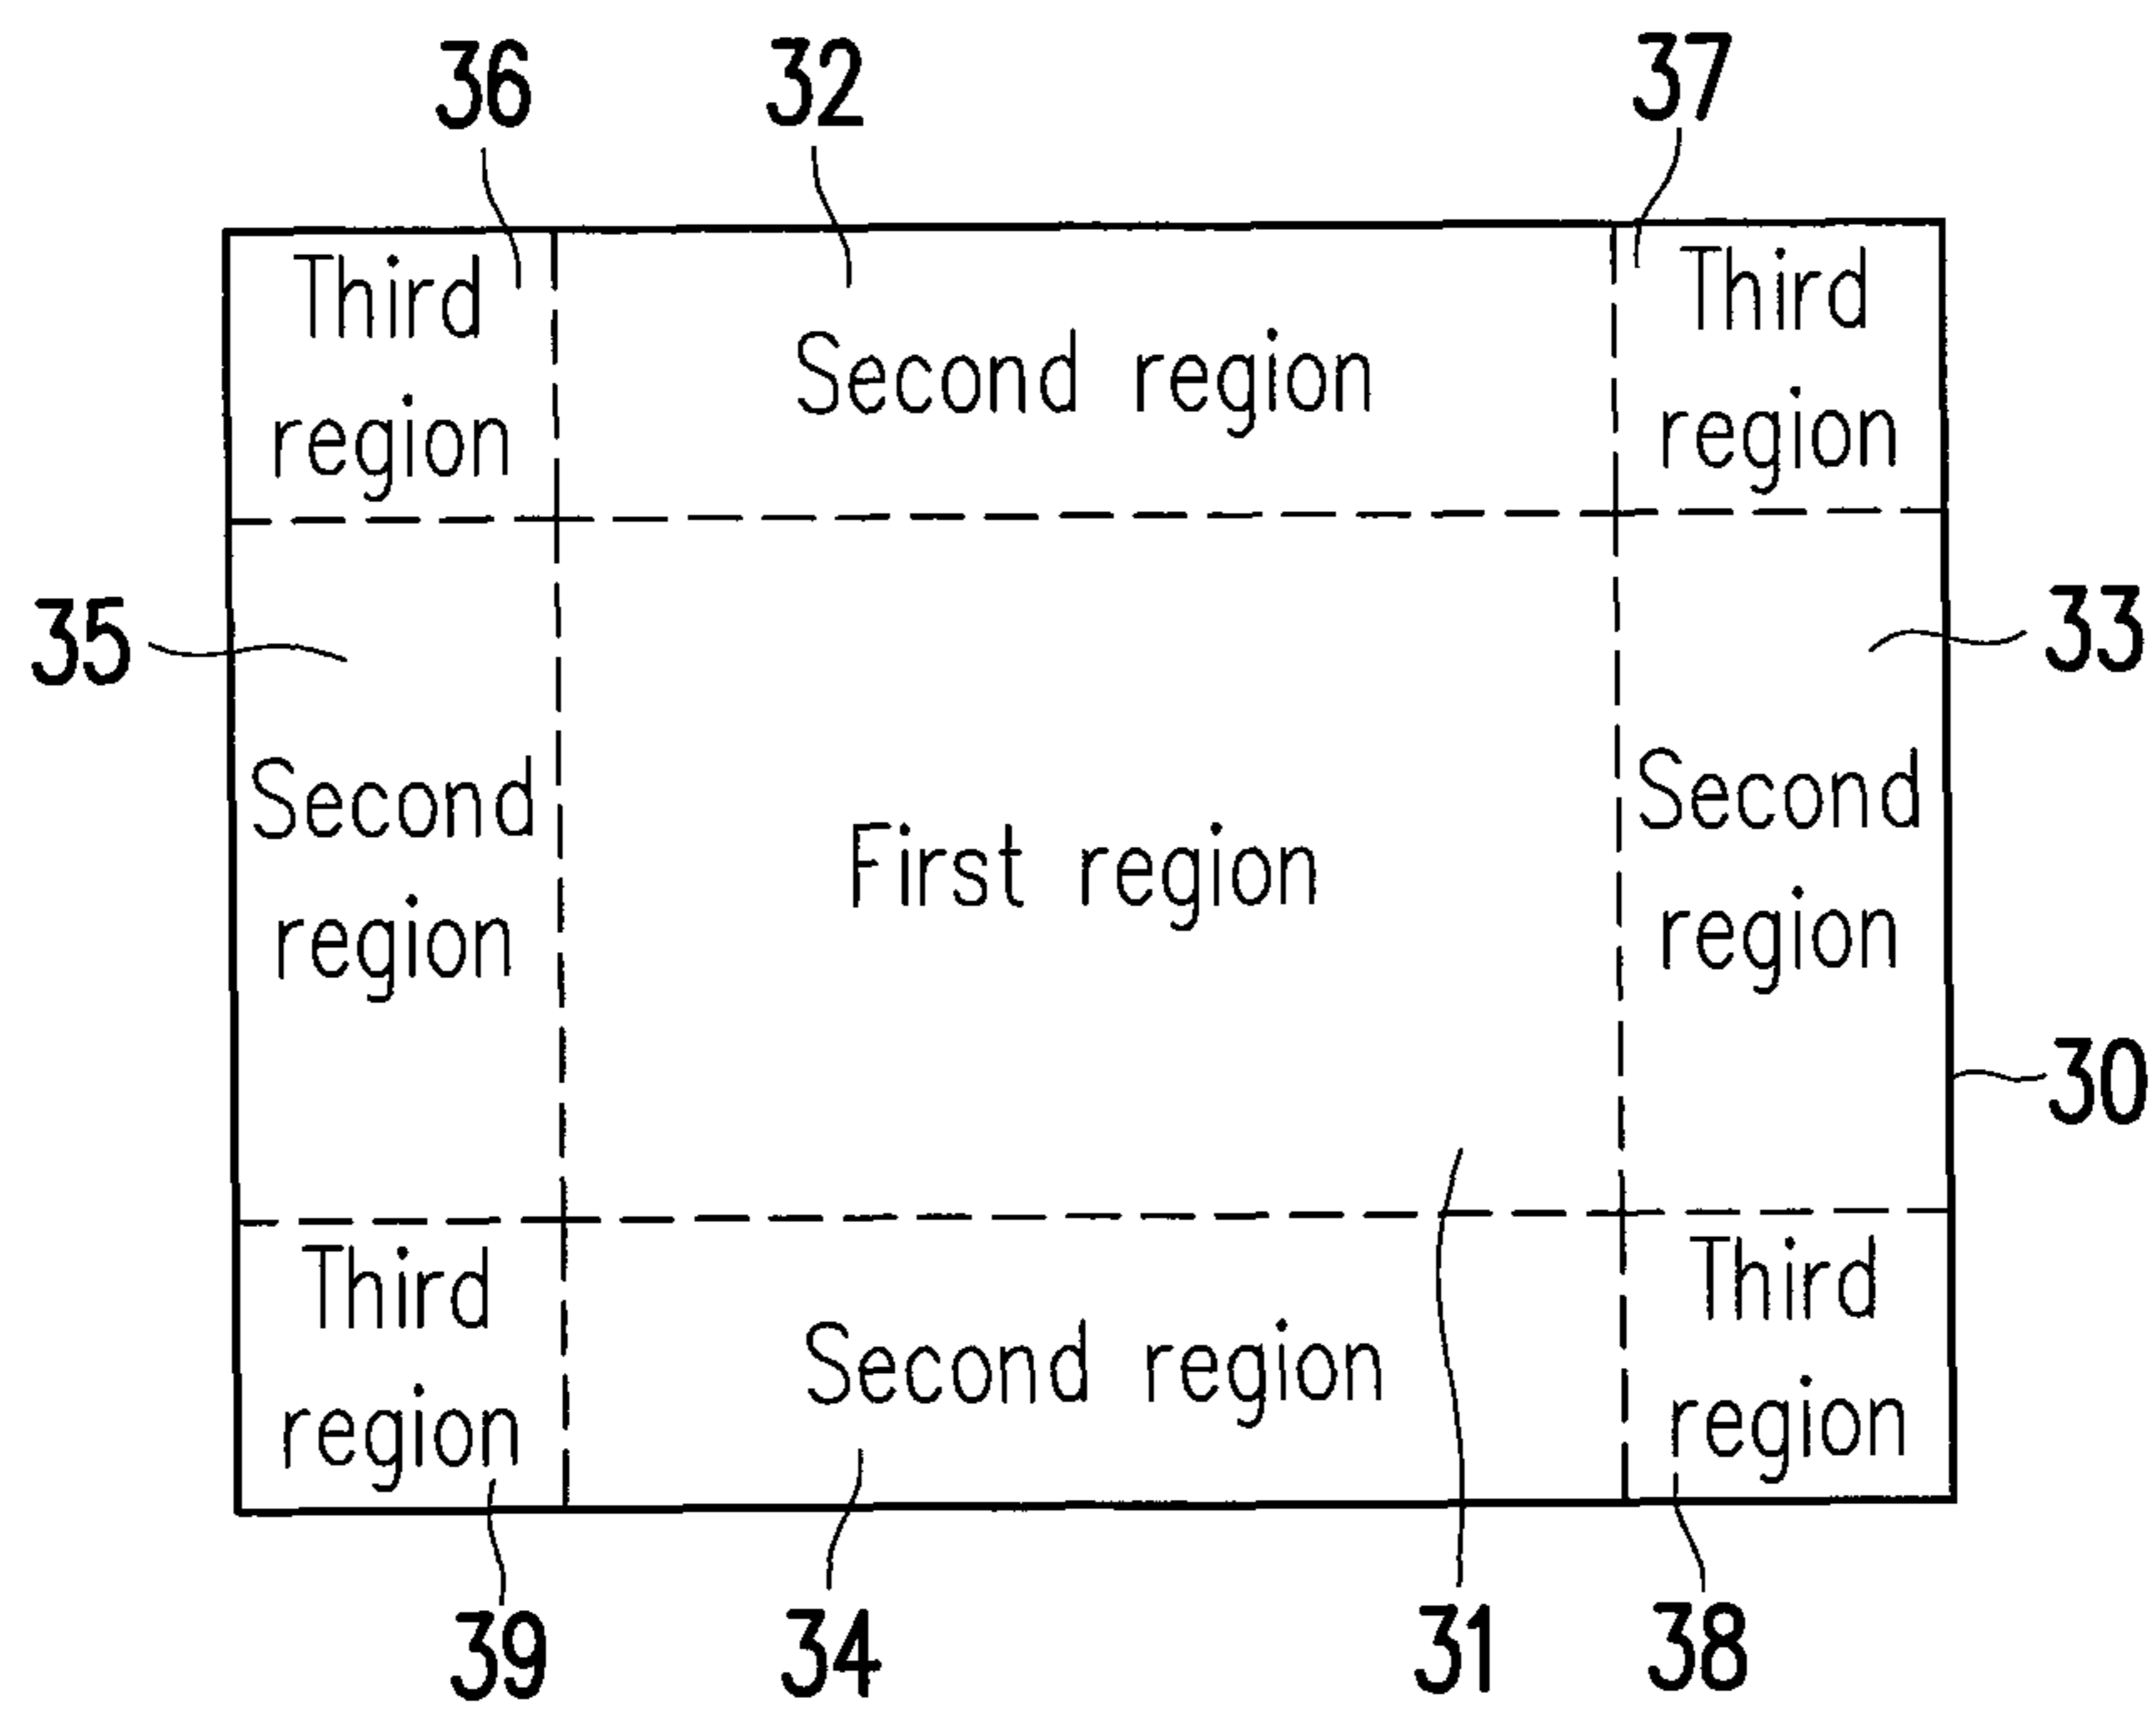 36 32 37
Third
region
Second region
Third
region
35
33
Second
region
First region
Second
region
30
Third
region
Second region
Third
region
39 34 31 38